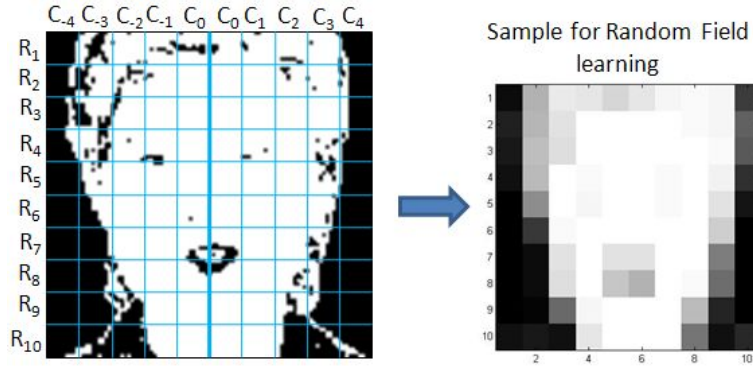 C-4 C-3 C-2 C-1 C0 C0 C1 C2 C3 C4
R1
R2
R3
R4
R5
R6
R7
R8
R9
R10
Sample for Random Field
learning
1
2
3
4
5
6
7
8
9
10
2 4 6 8 10